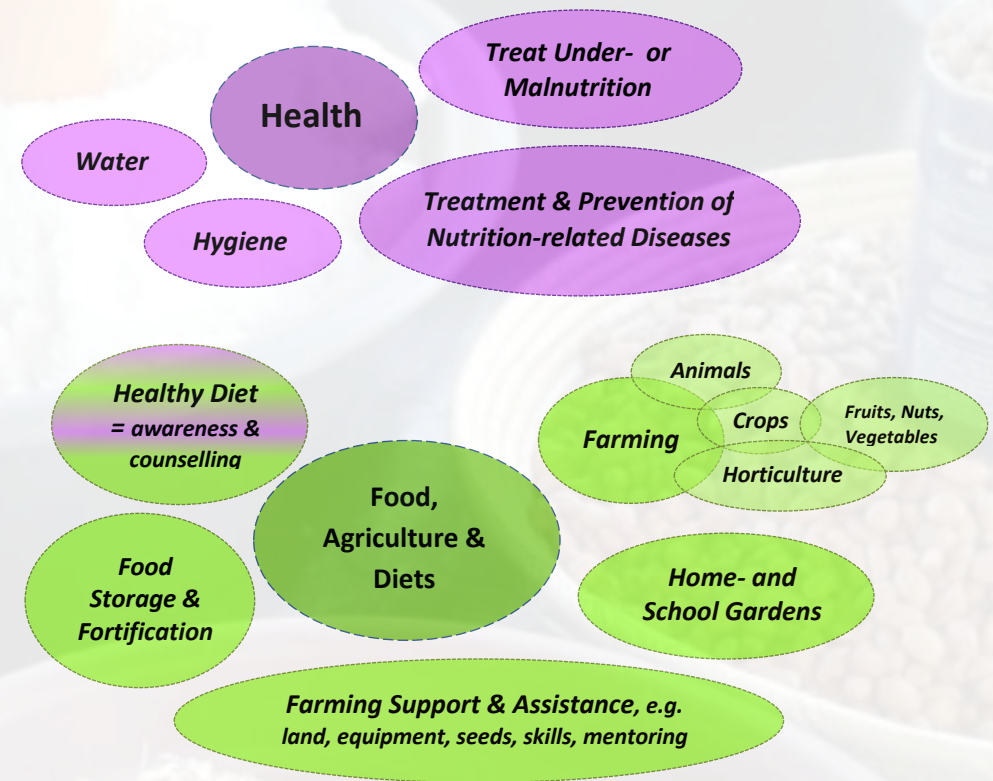 Treat Under- or
Malnutrition
Health
Water
Treatment & Prevention of
Nutrition-related Diseases
Hygiene
Healthy Diet
= awareness &
counselling
Animals
Crops
Fruits, Nuts,
Vegetables
Farming
Horticulture
Food,
Agriculture &
Diets
Food
Storage &
Fortification
Home- and
School Gardens
Farming Support & Assistance, e.g.
land, equipment, seeds, skills, mentoring